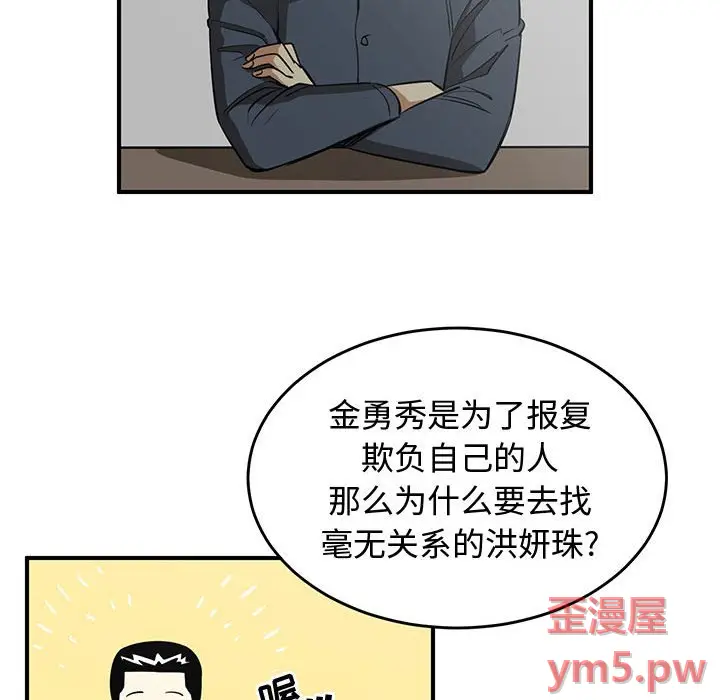 金勇秀是为了报复
欺负自己的人
那么为什么要去找
毫无关系的洪妍珠?
喔
歪漫屋
ym5.pw